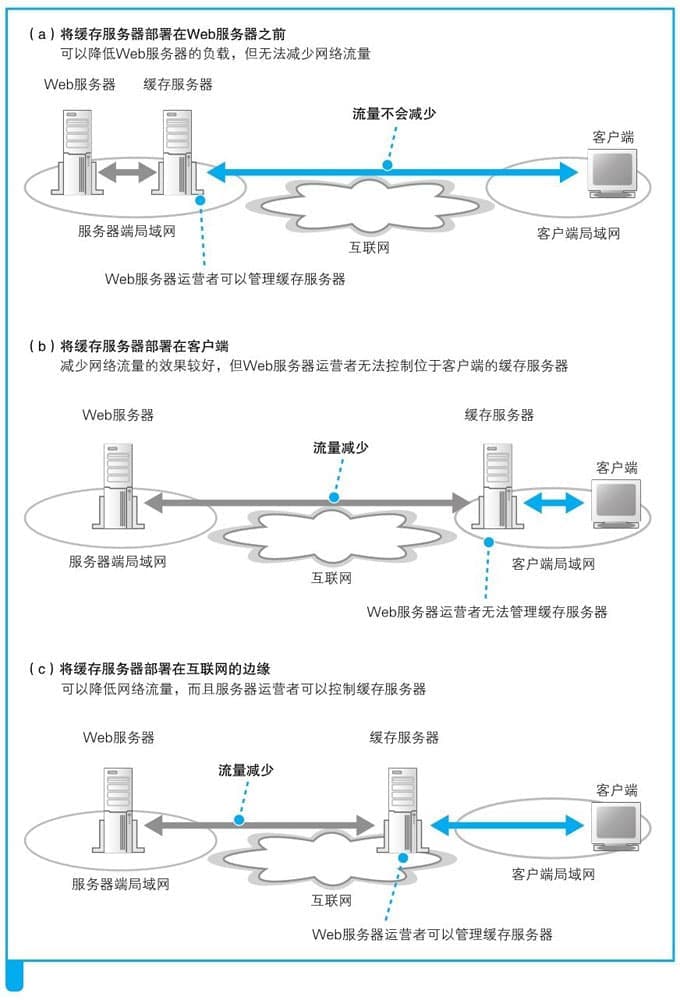 （a）将缓存服务器部署在Web服务器之前
可以降低Web服务器的负载，但无法减少网络流量
Web服务器 缓存服务器
流量不会减少
客户端
服务器端局域网
互联网
客户端局域网
Web服务器运营者可以管理缓存服务器
（b）将缓存服务器部署在客户端
减少网络流量的效果较好，但Web服务器运营者无法控制位于客户端的缓存服务器
Web服务器 缓存服务器
流量减少
客户端
服务器端局域网
互联网
客户端局域网
Web服务器运营者无法管理缓存服务器
（c）将缓存服务器部署在互联网的边缘
可以降低网络流量，而且服务器运营者可以控制缓存服务器
Web服务器 缓存服务器
流量减少
客户端
服务器端局域网
互联网
客户端局域网
Web服务器运营者可以管理缓存服务器